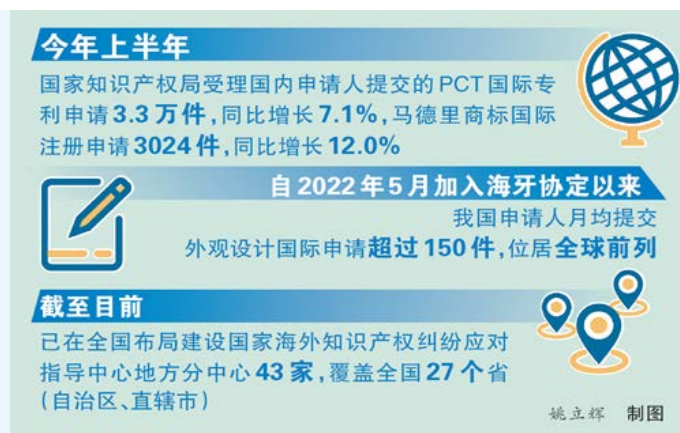 今年上半年
国家知识产权局受理国内申请人提交的PCT国际专
利申请3.3万件,同比增长7.1%,马德里商标国际
注册申请3024件,同比增长12.0%
自2022年5月加入海牙协定以来
我国申请人月均提交
外观设计国际申请超过150件,位居全球前列
截至目前
已在全国布局建设国家海外知识产权纠纷应对
指导中心地方分中心43家,覆盖全国27个省
(自治区、直辖市)
姚立辉 制图